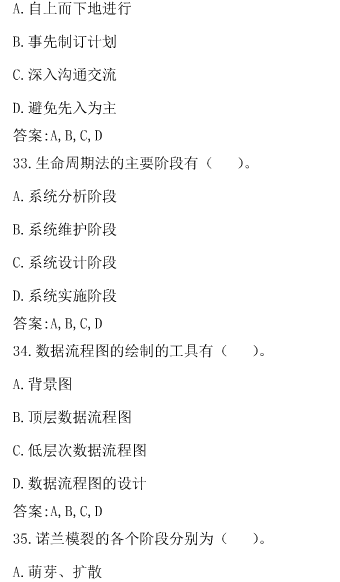 A.自上而下地进行
B.事先制订计划
C.深入沟通交流
D.避免先入为主
答案:A,B,C,D
33.生命周期法的主要阶段有（　）。
A.系统分析阶段
B.系统维护阶段
C.系统设计阶段
D.系统实施阶段
答案:A,B,C,D
34.数据流程图的绘制的工具有（　）。
A.背景图
B.顶层数据流程图
C.低层次数据流程图
D.数据流程图的设计
答案:A,B,C,D
35.诺兰模裂的各个阶段分别为（　）。
A.萌芽、扩散